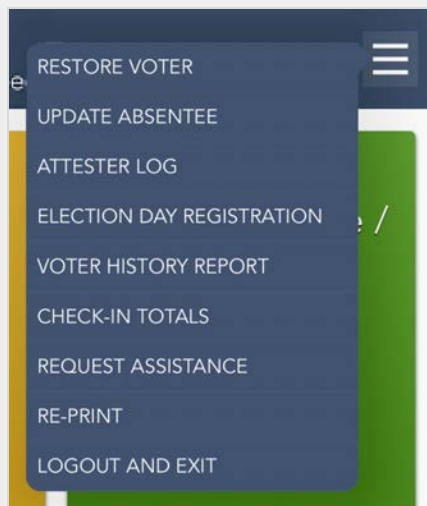 RESTORE VOTER
e
UPDATE ABSENTEE
ATTESTER LOG
ELECTION DAY REGISTRATION
e /
VOTER HISTORY REPORT
CHECK-IN TOTALS
REQUEST ASSISTANCE
RE-PRINT
LOGOUT AND EXIT